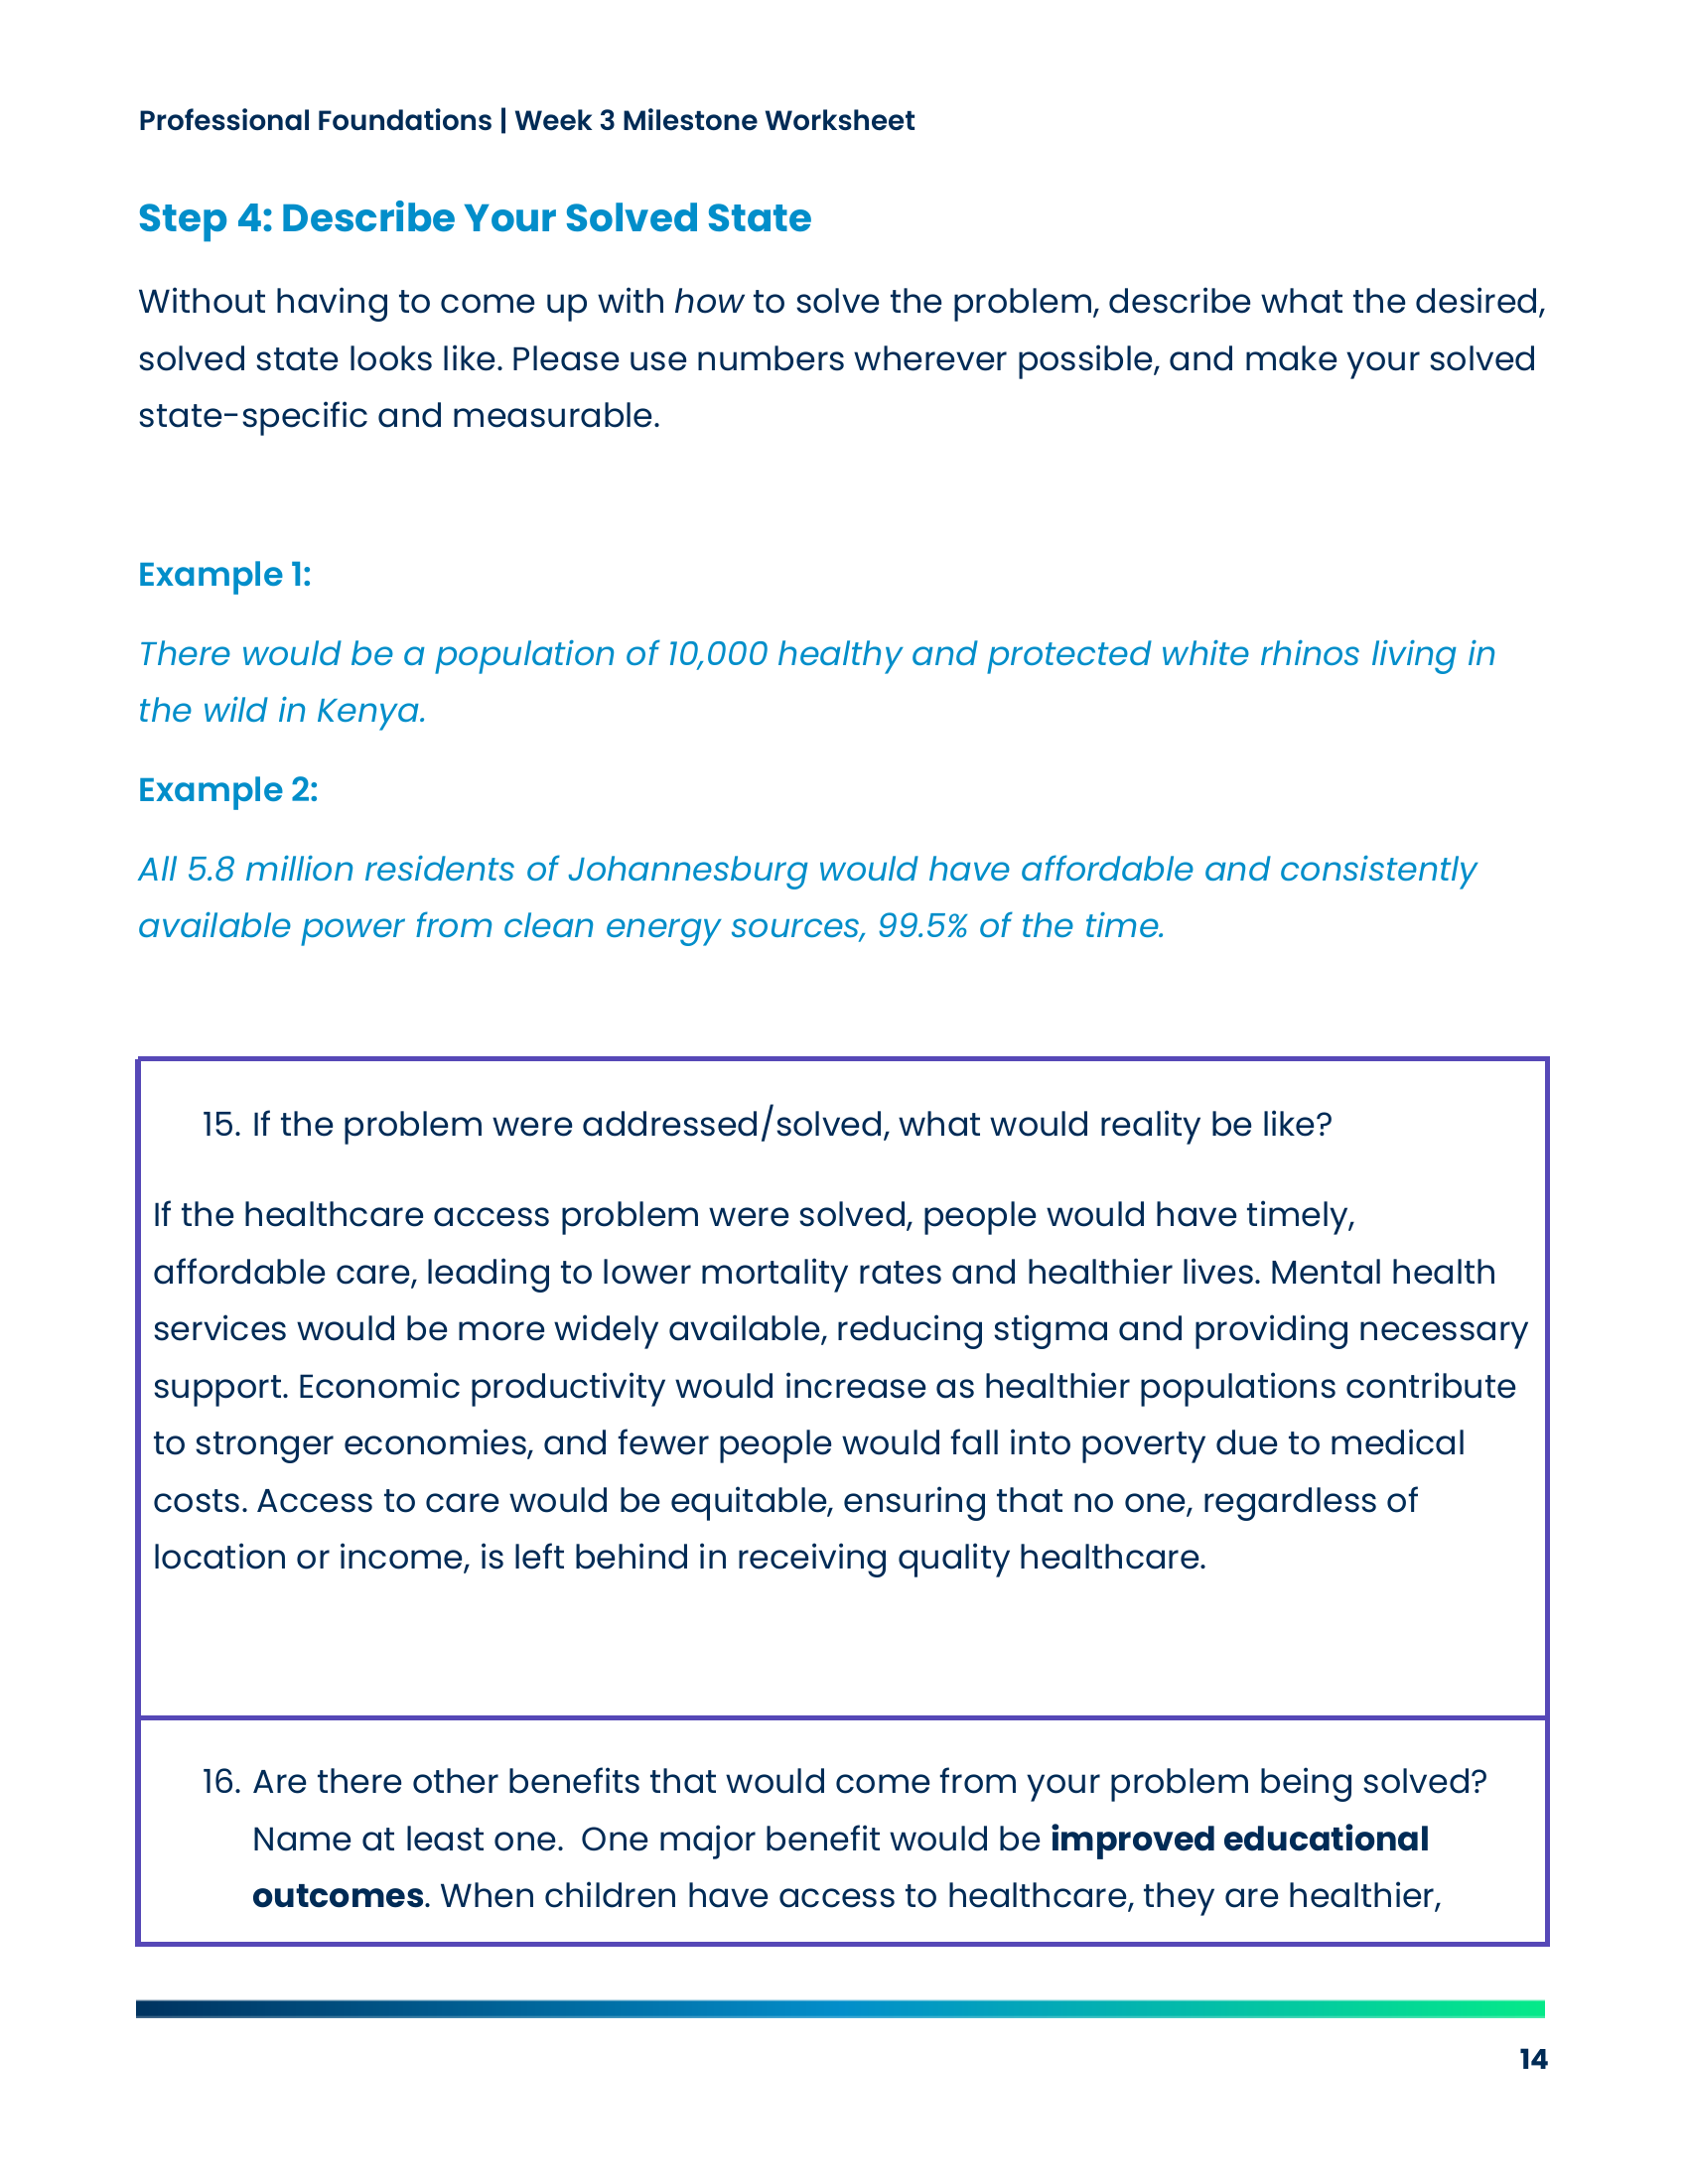 Professional Foundations | Week 3 Milestone Worksheet
Step 4: Describe Your Solved State
Without having to come up with how to solve the problem, describe what the desired,
solved state looks like. Please use numbers wherever possible, and make your solved
state-specific and measurable.
Example 1:
There would be a population of 10,000 healthy and protected white rhinos living in
the wild in Kenya.
Example 2:
All 5.8 million residents of Johannesburg would have affordable and consistently
available power from clean energy sources, 99.5% of the time.
15. If the problem were addressed/solved, what would reality be like?
If the healthcare access problem were solved, people would have timely,
affordable care, leading to lower mortality rates and healthier lives. Mental health
services would be more widely available, reducing stigma and providing necessary
support. Economic productivity would increase as healthier populations contribute
to stronger economies, and fewer people would fall into poverty due to medical
costs. Access to care would be equitable, ensuring that no one, regardless of
location or income, is left behind in receiving quality healthcare.
16. Are there other benefits that would come from your problem being solved?
Name at least one.  One major benefit would be improved educational
outcomes. When children have access to healthcare, they are healthier,
14